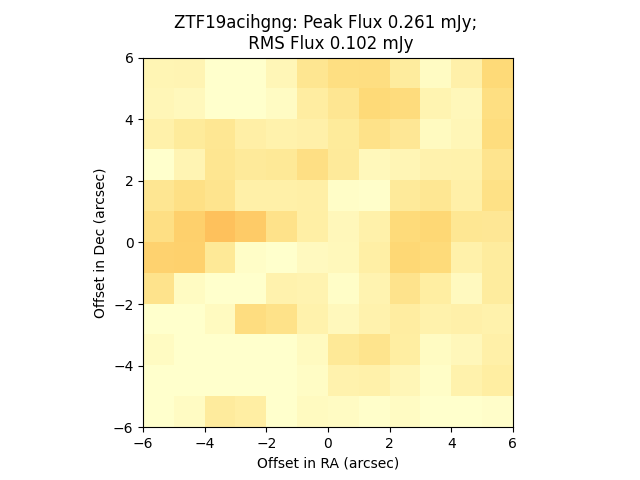 ZTF19acihgng: Peak Flux 0.261 mJy;
RMS Flux 0.102 mJy
6
4
2
0
−2
−4
−6
Offset in Dec (arcsec)
−6 −4 −2 0 2 4 6
Offset in RA (arcsec)